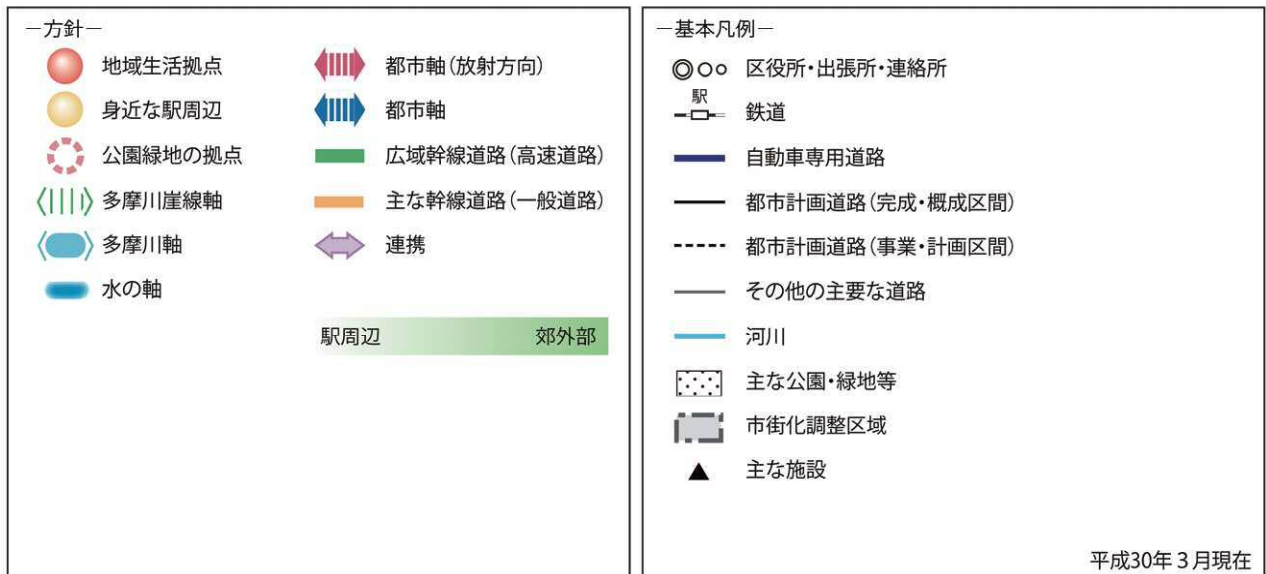 ―方針―
地域生活拠点
身近な駅周辺
公園緑地の拠点
多摩川崖線軸
多摩川軸
水の軸
都市軸(放射方向)
都市軸
広域幹線道路(高速道路)
主な幹線道路(一般道路)
連携
駅周辺 郊外部
―基本凡例―
区役所・出張所・連絡所
駅
鉄道
自動車専用道路
都市計画道路(完成・概成区間)
都市計画道路(事業・計画区間)
その他の主要な道路
河川
主な公園・緑地等
市街化調整区域
主な施設
平成30年3月現在